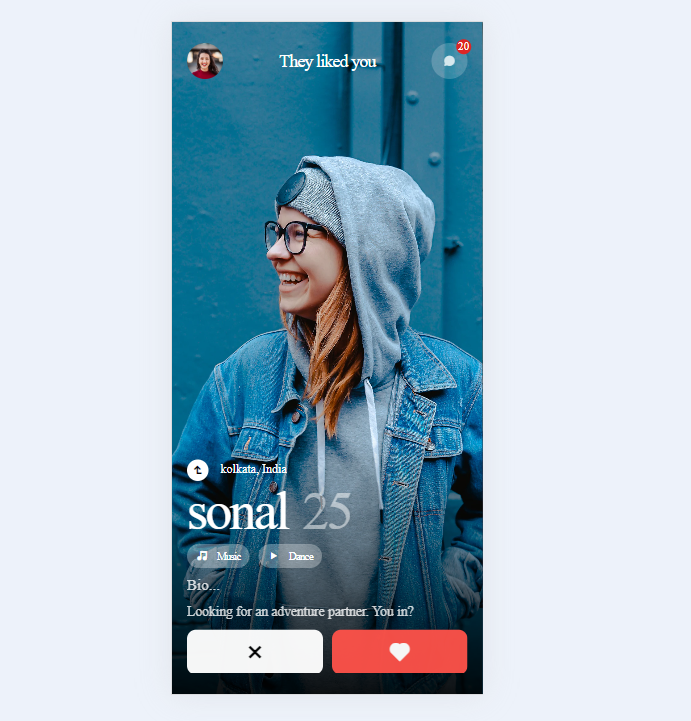 They liked you
20
kolkata, India
sonal 25
Music Dance
Bio...
Looking for an adventure partner. You in?